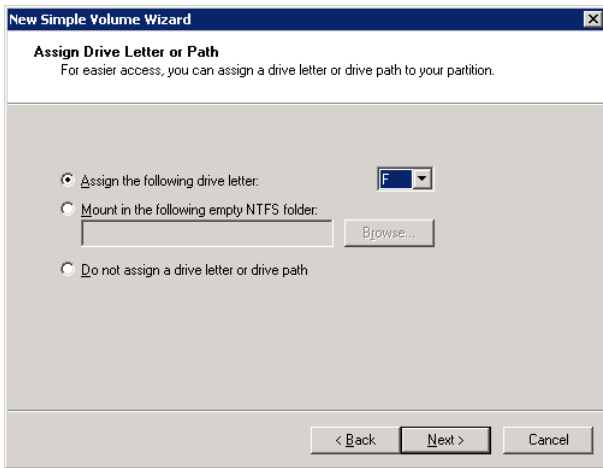 New Simple Volume Wizard
Assign Drive Letter or Path
For easier access, you can assign a drive letter or drive path to your partition.
Assign the following drive letter: F
Mount in the following empty NTFS folder:
Browse...
Do not assign a drive letter or drive path
< Back Next > Cancel